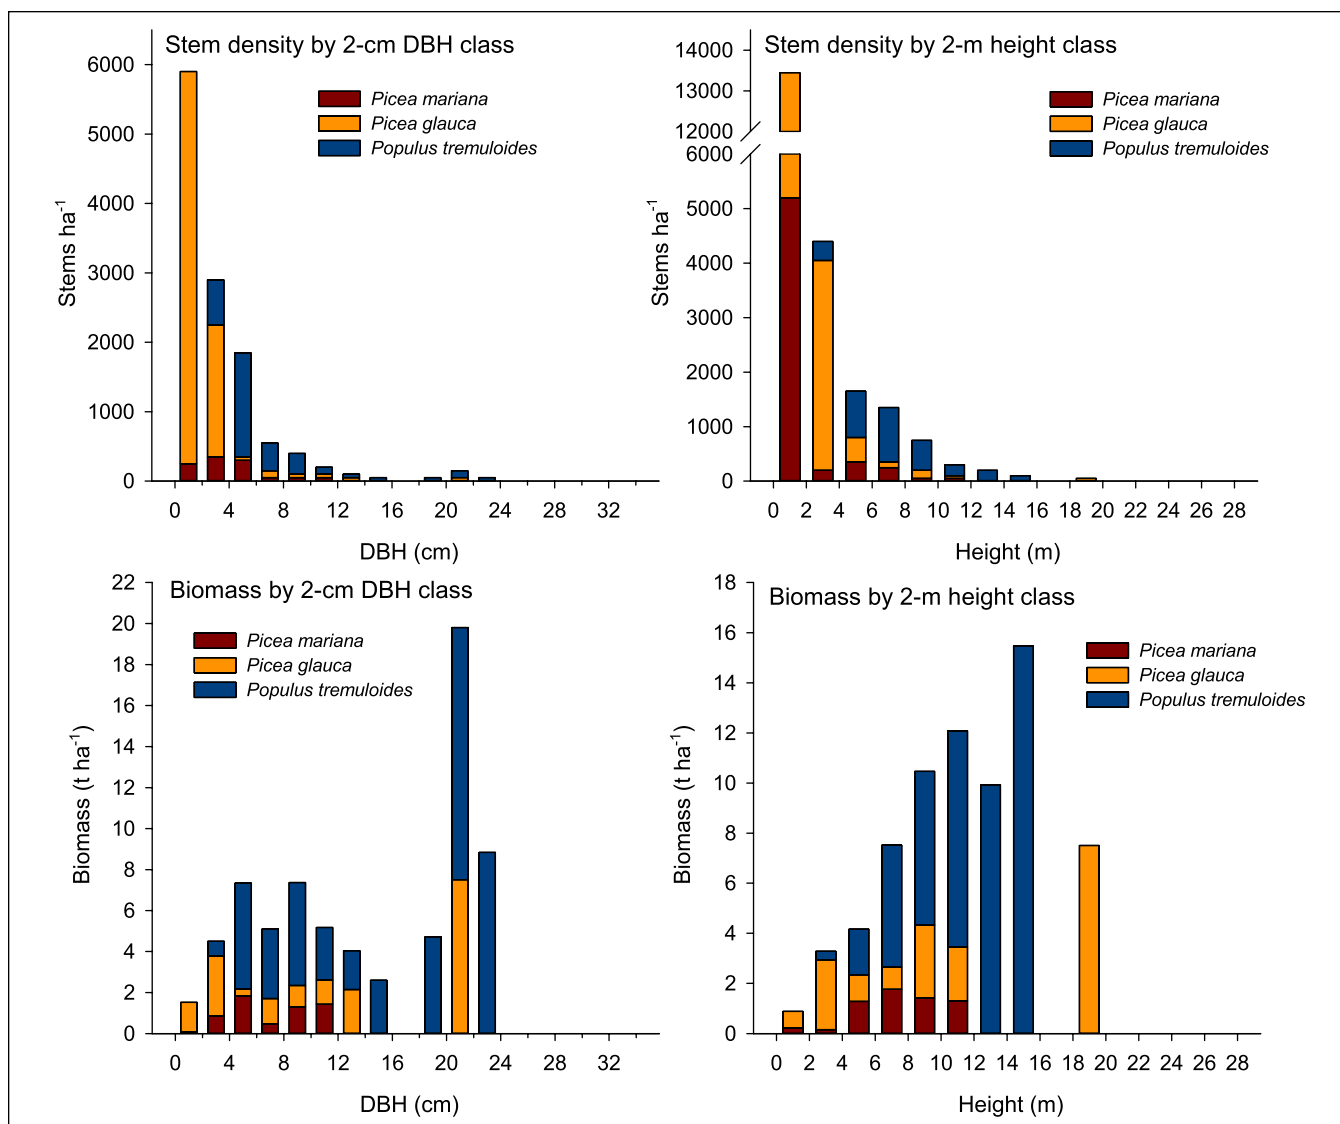 Stem density by 2-cm DBH class
6000
5000
4000
3000
2000
1000
0
Stems ha-1
Picea mariana
Picea glauca
Populus tremuloides
0 4 8 12 16 20 24 28 32
DBH (cm)
Stem density by 2-m height class
14000
13000
12000
6000
5000
4000
3000
2000
1000
0
Stems ha-1
Picea mariana
Picea glauca
Populus tremuloides
0 2 4 6 8 10 12 14 16 18 20 22 24 26 28
Height (m)
Biomass by 2-cm DBH class
22
20
18
16
14
12
10
8
6
4
2
0
Biomass (t ha-1)
Picea mariana
Picea glauca
Populus tremuloides
0 4 8 12 16 20 24 28 32
DBH (cm)
Biomass by 2-m height class
18
16
14
12
10
8
6
4
2
0
Biomass (t ha-1)
Picea mariana
Picea glauca
Populus tremuloides
0 2 4 6 8 10 12 14 16 18 20 22 24 26 28
Height (m)